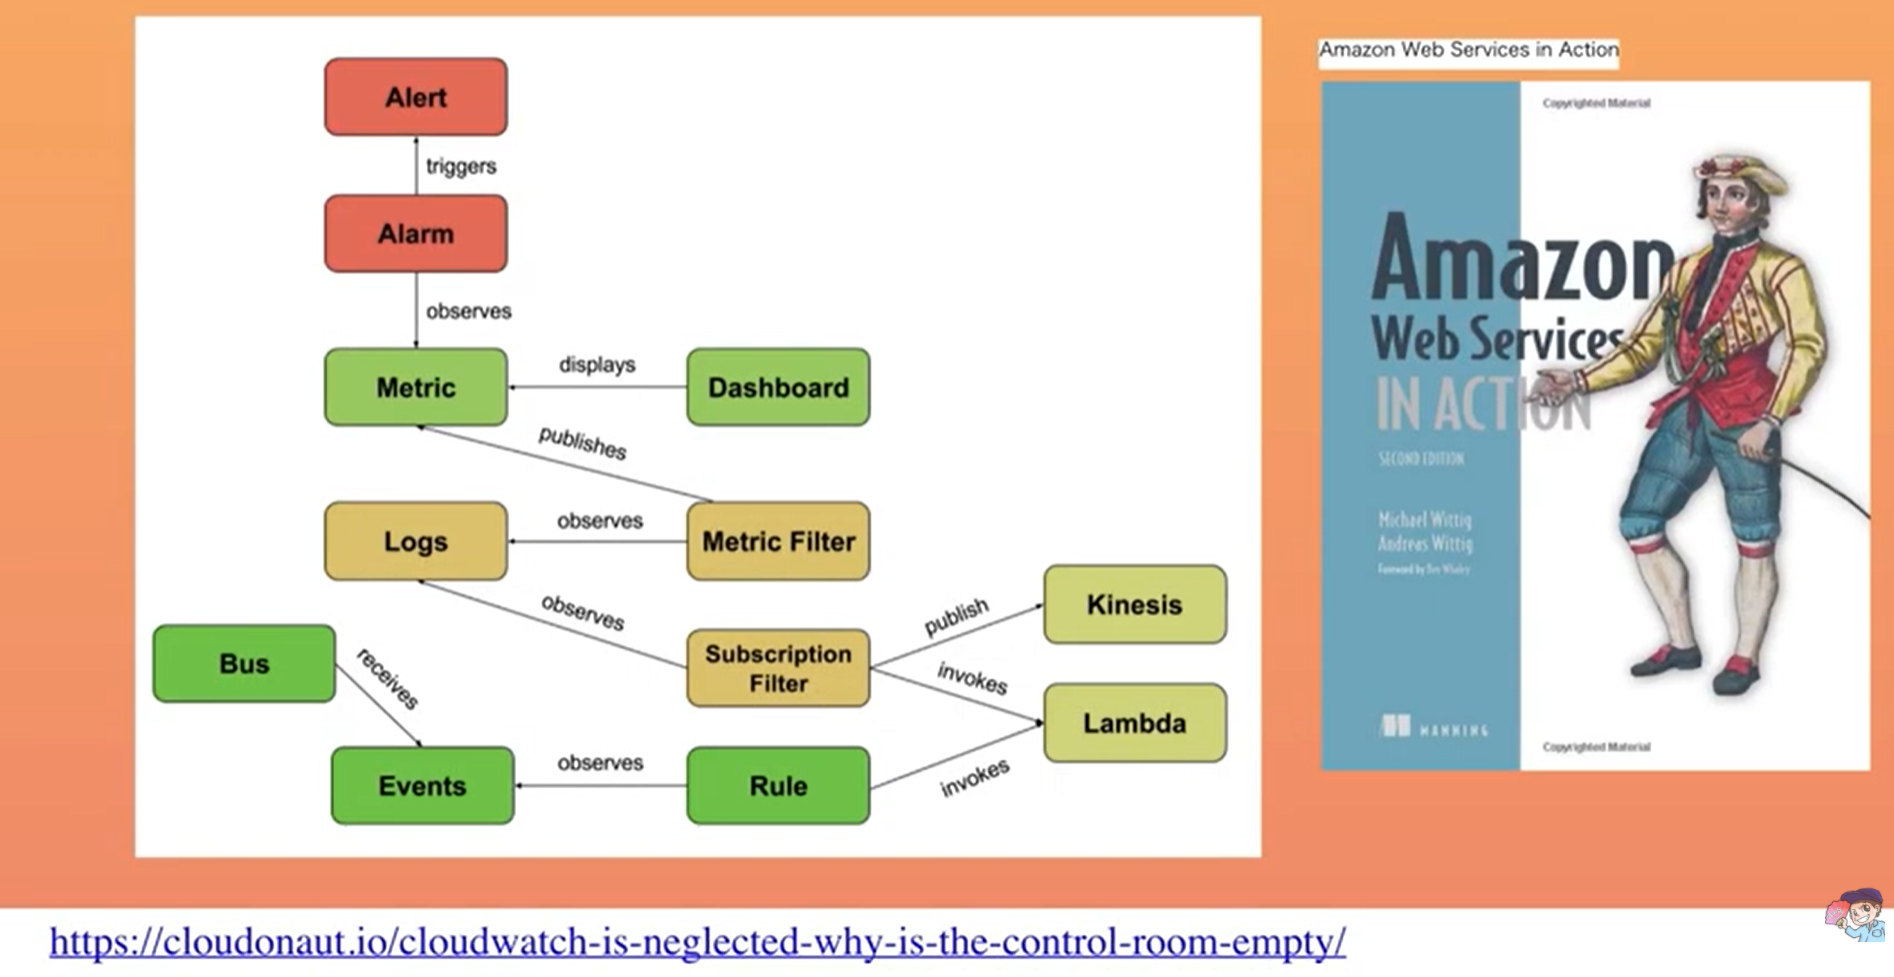 Alert
triggers
Alarm
observes
Metric
displays
Dashboard
publishes
Logs
observes
Metric Filter
observes
Subscription
Filter
publish
Kinesis
invokes
Lambda
Bus
receives
Events
observes
Rule
invokes
Amazon Web Services in Action
Copyrighted Material
Amazon
Web Services
IN ACTION
SECOND EDITION
Michael Wittig
Andreas Wittig
Foreword by Ben Whaley
MANNING
Copyrighted Material
https://cloudonaut.io/cloudwatch-is-neglected-why-is-the-control-room-empty/